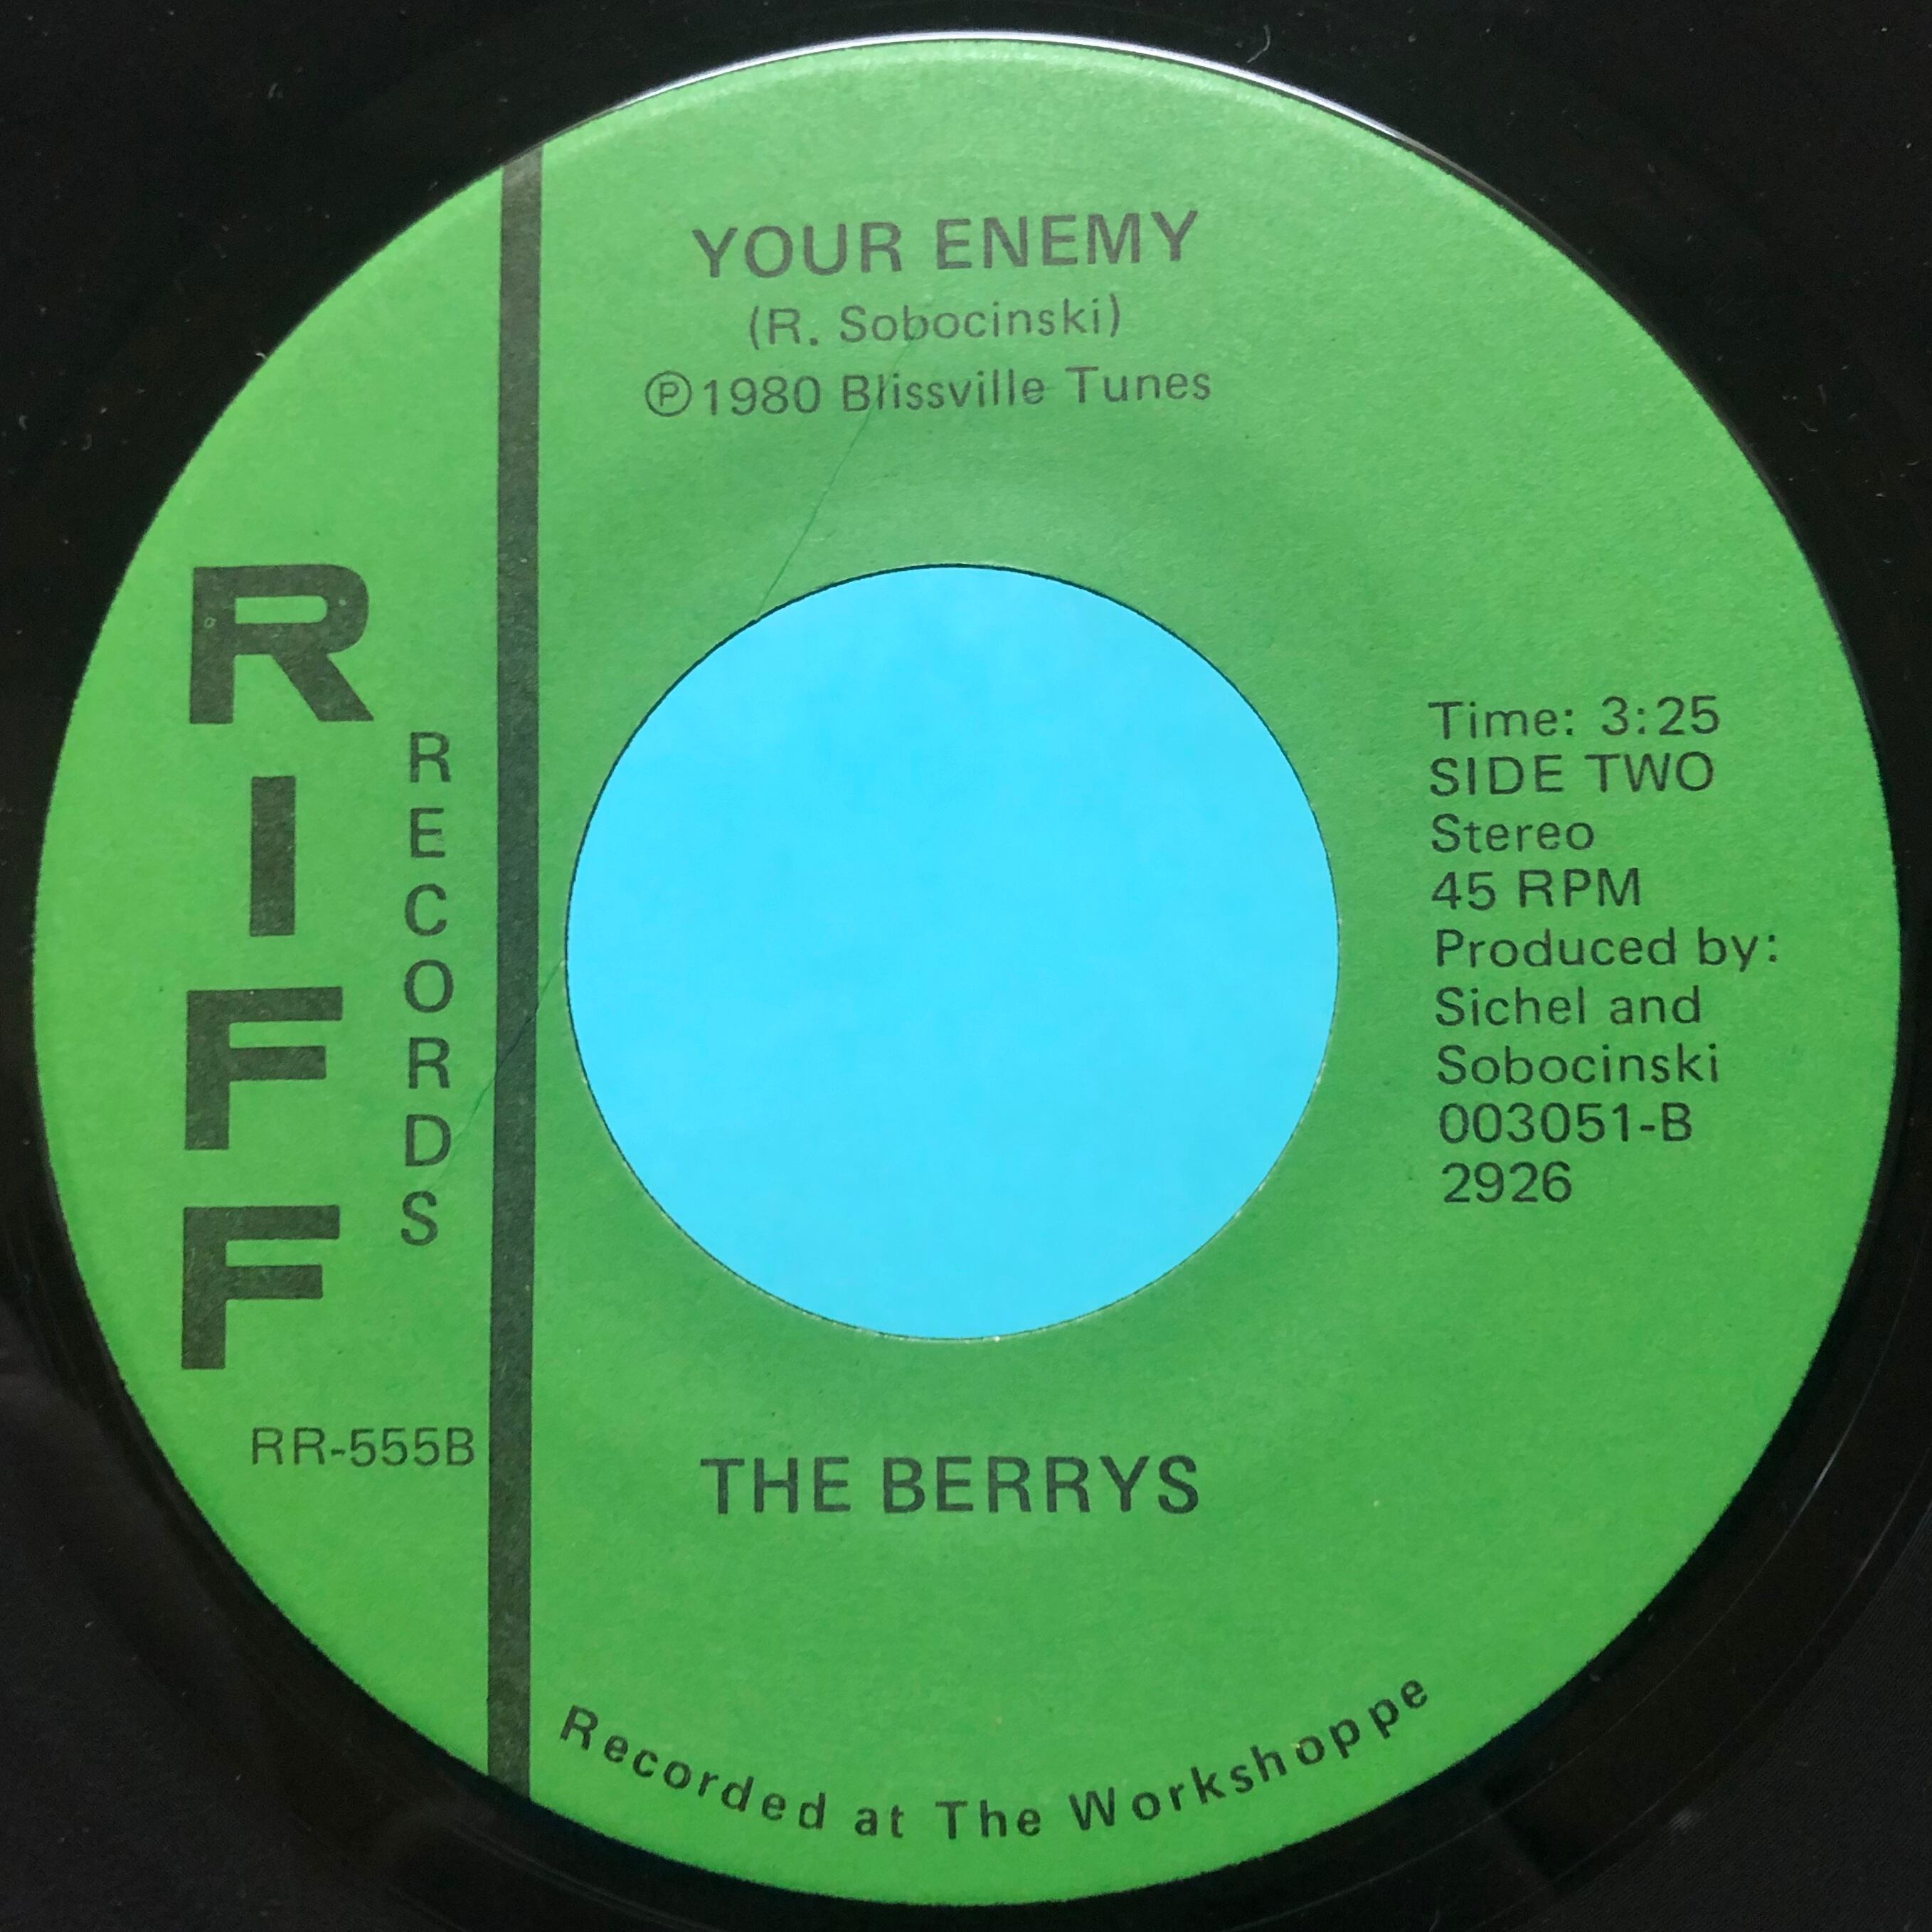 YOUR ENEMY
(R. Sobocinski)
℗1980 Blissville Tunes
RIFF
RECORDS
RR-555B
Time: 3:25
SIDE TWO
Stereo
45 RPM
Produced by:
Sichel and
Sobocinski
003051-B
2926
THE BERRYS
Recorded at The Workshoppe